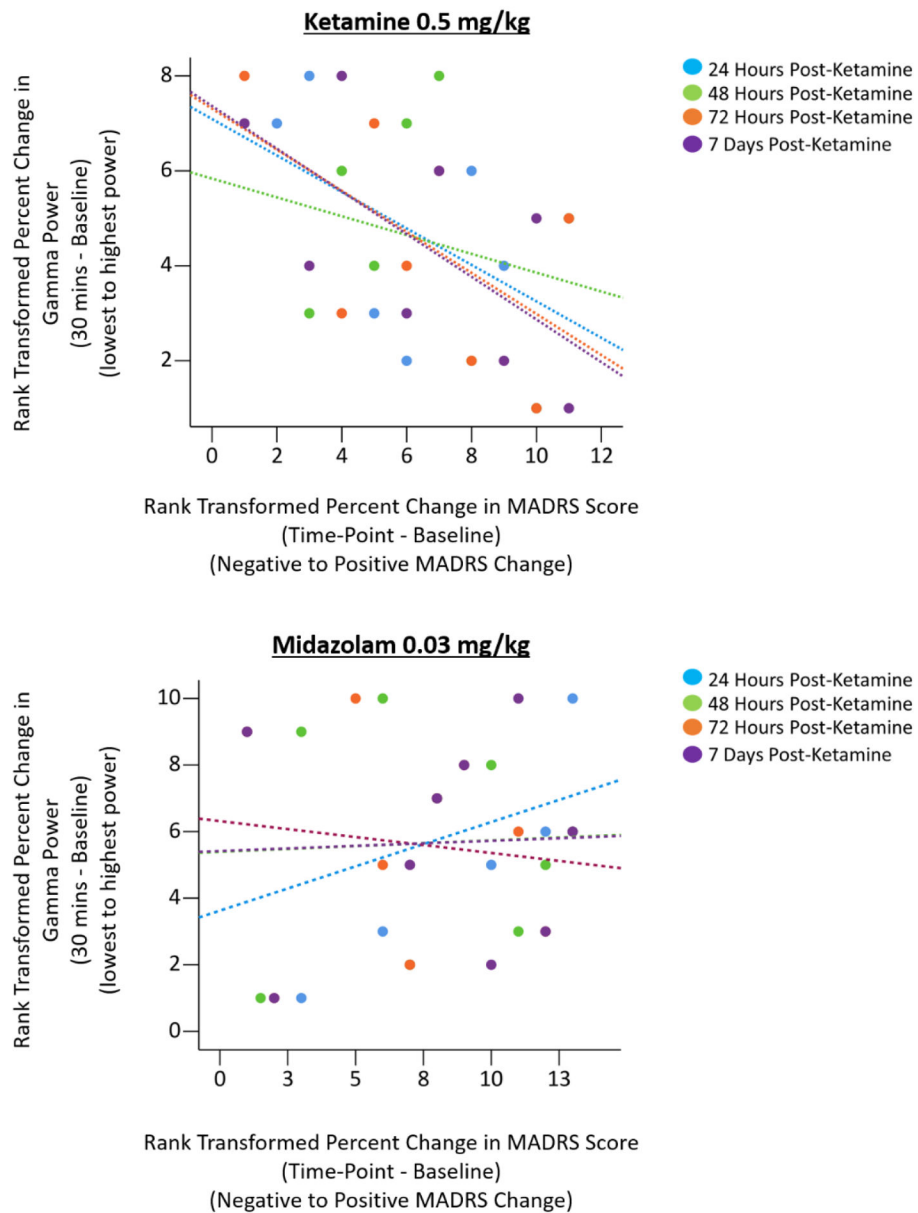 Ketamine 0.5 mg/kg
Rank Transformed Percent Change in
Gamma Power
(30 mins - Baseline)
(lowest to highest power)
8
6
4
2
0 2 4 6 8 10 12
24 Hours Post-Ketamine
48 Hours Post-Ketamine
72 Hours Post-Ketamine
7 Days Post-Ketamine
Rank Transformed Percent Change in MADRS Score
(Time-Point - Baseline)
(Negative to Positive MADRS Change)
Midazolam 0.03 mg/kg
Rank Transformed Percent Change in
Gamma Power
(30 mins - Baseline)
(lowest to highest power)
10
8
6
4
2
0
0 3 5 8 10 13
24 Hours Post-Ketamine
48 Hours Post-Ketamine
72 Hours Post-Ketamine
7 Days Post-Ketamine
Rank Transformed Percent Change in MADRS Score
(Time-Point - Baseline)
(Negative to Positive MADRS Change)